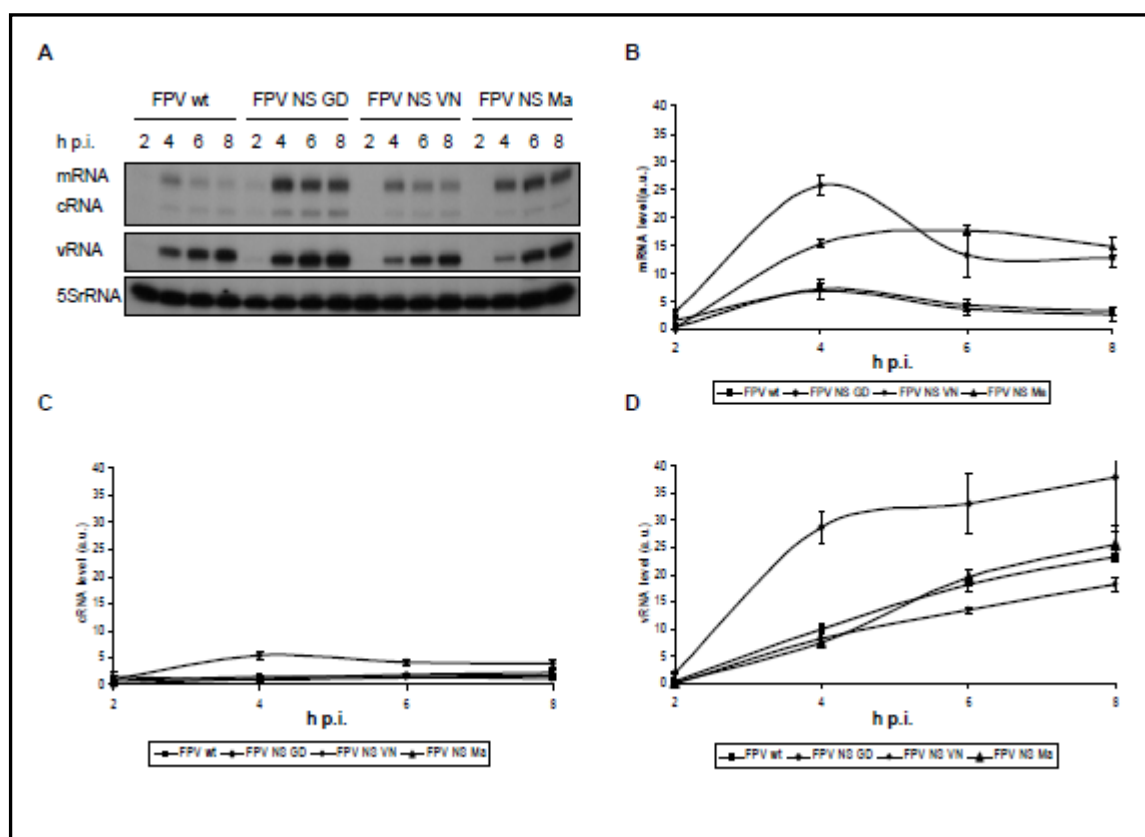 A
FPV wt FPV NS GD FPV NS VN FPV NS Ma
h p.i. 2 4 6 8 2 4 6 8 2 4 6 8 2 4 6 8
mRNA
cRNA
vRNA
5SrRNA
B
mRNA level(a.u.)
40
35
30
25
20
15
10
5
0
2 4 6 8
h p.i.
FPV wt FPV NS GD FPV NS VN FPV NS Ma
C
cRNA level (a.u.)
40
35
30
25
20
15
10
5
0
2 4 6 8
h p.i.
FPV wt FPV NS GD FPV NS VN FPV NS Ma
D
vRNA level (a.u.)
40
35
30
25
20
15
10
5
0
2 4 6 8
h p.i.
FPV wt FPV NS GD FPV NS VN FPV NS Ma